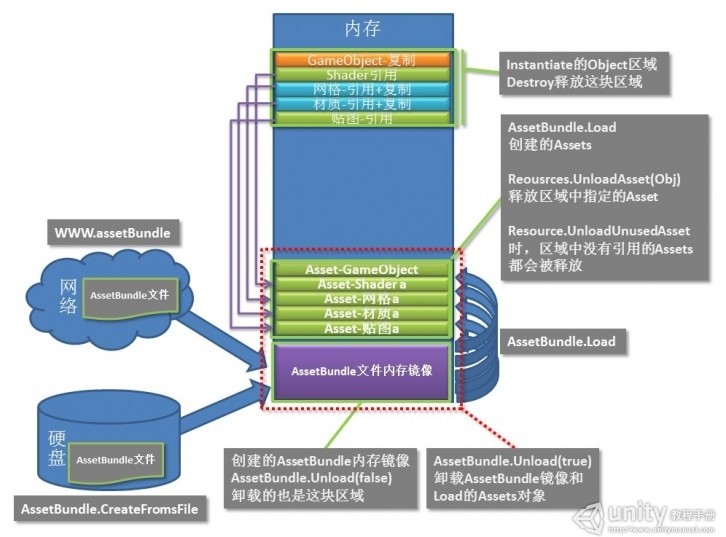 内存
GameObject-复制
Shader引用
网格-引用+复制
材质-引用+复制
贴图-引用
Instantiate的Object区域
Destroy释放这块区域
AssetBundle.Load
创建的Assets
Reousrces.UnloadAsset(Obj)
释放区域中指定的Asset
Resource.UnloadUnusedAsset
时，区域中没有引用的Assets
都会被释放
WWW.assetBundle
网络
AssetBundle文件
Asset-GameObject
Asset-Shader a
Asset-网格a
Asset-材质a
Asset-贴图a
AssetBundle.Load
AssetBundle文件内存镜像
硬盘
AssetBundle文件
AssetBundle.CreateFromsFile
创建的AssetBundle内存镜像
AssetBundle.Unload(false)
卸载的也是这块区域
AssetBundle.Unload(true)
卸载AssetBundle镜像和
Load的Assets对象
unity教程手册
www.unitymanual.com